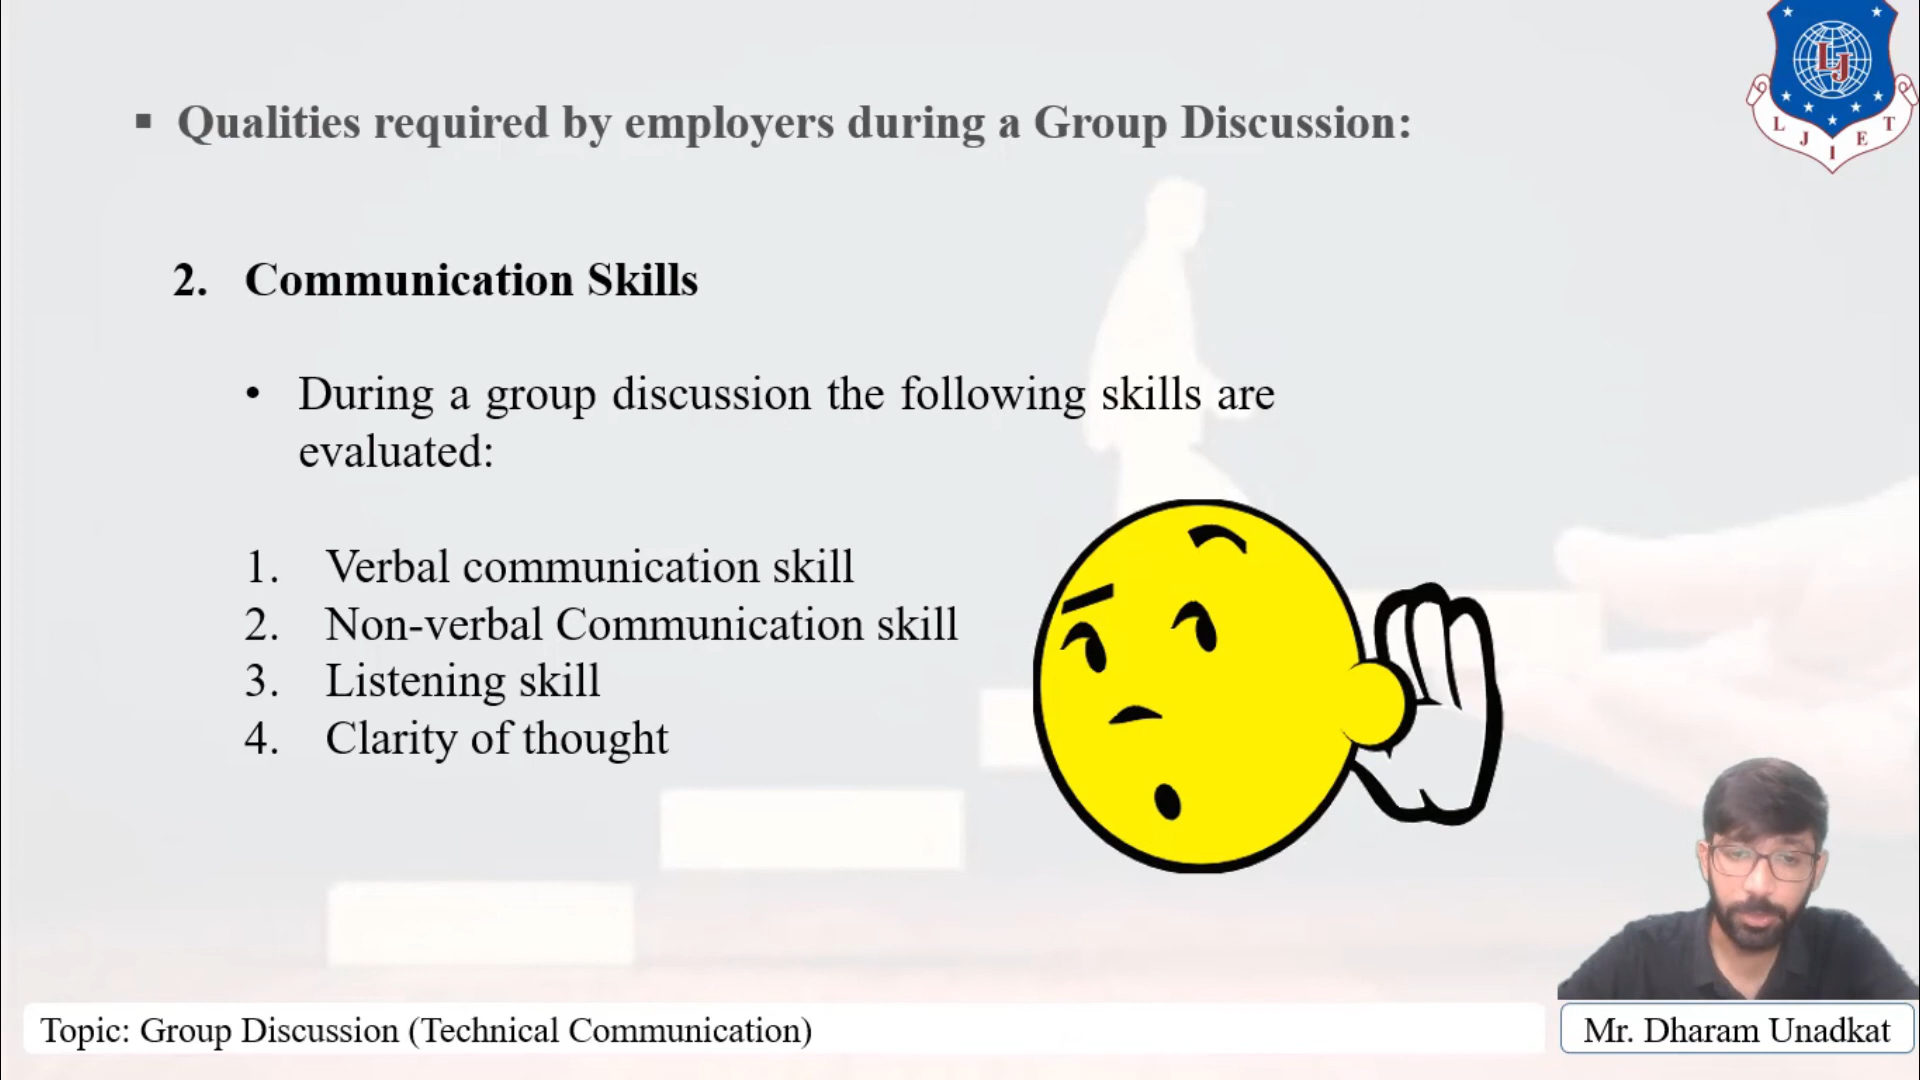 ▪ Qualities required by employers during a Group Discussion:
LJ
L J I E T
2. Communication Skills
• During a group discussion the following skills are
evaluated:
1. Verbal communication skill
2. Non-verbal Communication skill
3. Listening skill
4. Clarity of thought
Topic: Group Discussion (Technical Communication)
Mr. Dharam Unadkat